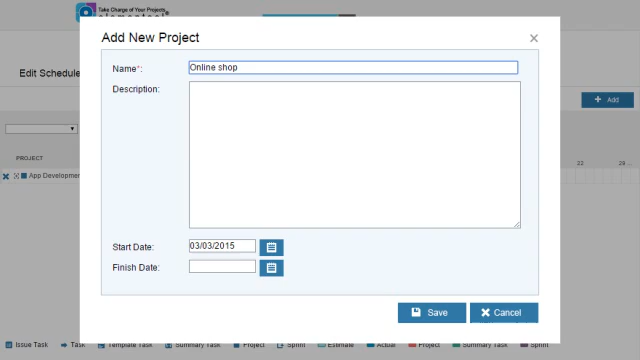 Take Charge of Your Projects
Add New Project
Edit Schedule
Name*:
Online shop
Description:
+ Add
PROJECT
22
29 ...
App Developmen
Start Date:
03/03/2015
Finish Date:
Save
Cancel
Issue Task Task Template Task Summary Task Project Sprint Estimate Actual Project Summary Task Sprint